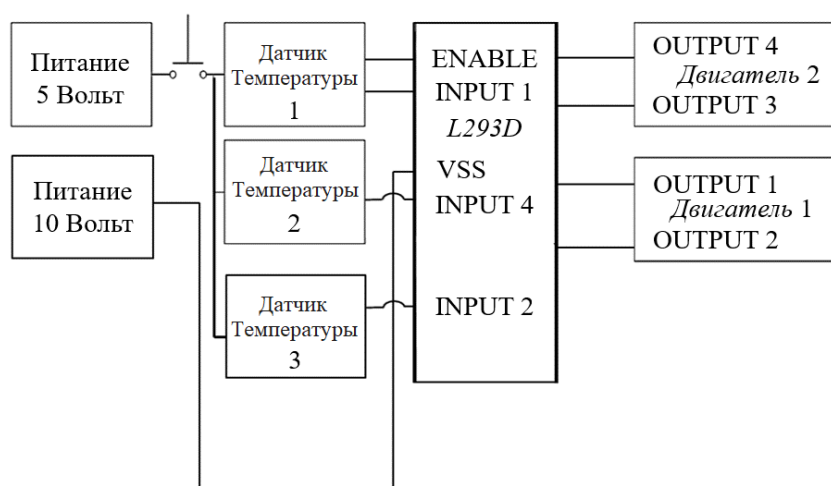 Питание
5 Вольт
Питание
10 Вольт
Датчик
Температуры
1
Датчик
Температуры
2
Датчик
Температуры
3
ENABLE
INPUT 1
L293D
VSS
INPUT 4
INPUT 2
OUTPUT 4
Двигатель 2
OUTPUT 3
OUTPUT 1
Двигатель 1
OUTPUT 2